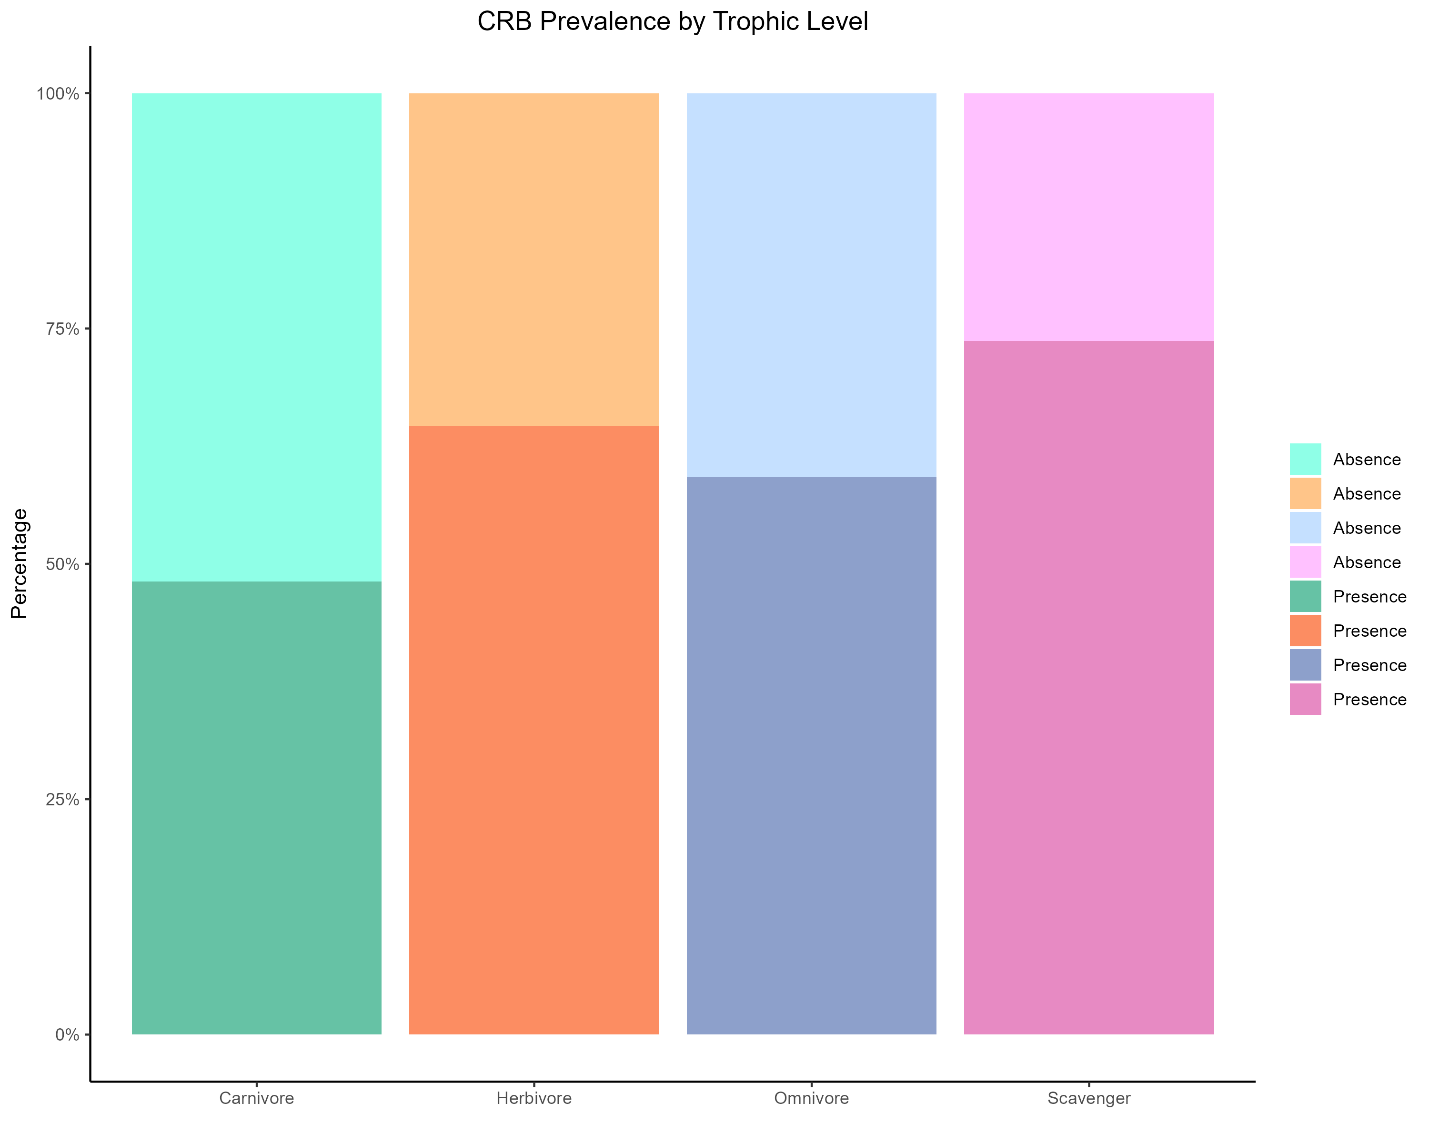 CRB Prevalence by Trophic Level
Percentage
100%
75%
50%
25%
0%
Carnivore Herbivore Omnivore Scavenger
Absence
Absence
Absence
Absence
Presence
Presence
Presence
Presence